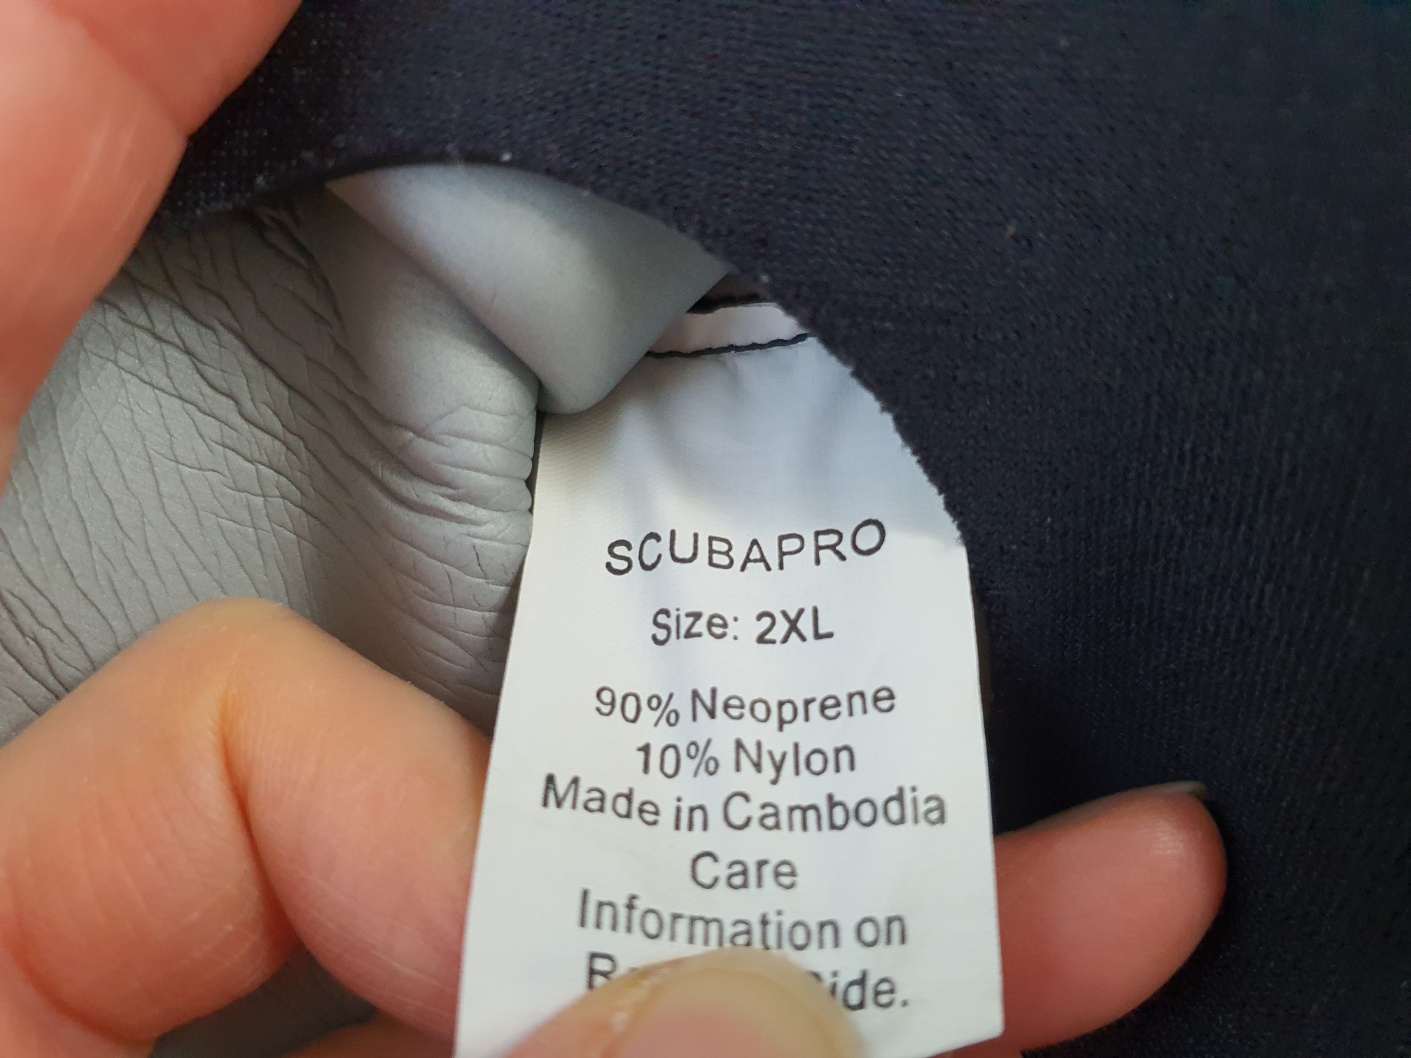 SCUBAPRO
Size: 2XL
90% Neoprene
10% Nylon
Made in Cambodia
Care
Information on